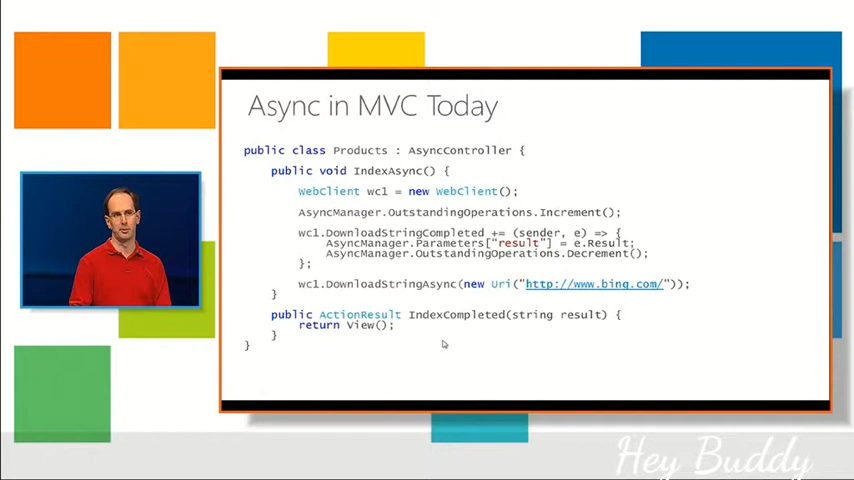 Async in MVC Today
public class Products : AsyncController {
public void IndexAsync() {
WebClient wc1 = new WebClient();
AsyncManager.OutstandingOperations.Increment();
wc1.DownloadStringCompleted += (sender, e) => {
AsyncManager.Parameters["result"] = e.Result;
AsyncManager.OutstandingOperations.Decrement();
};
wc1.DownloadStringAsync(new Uri("http://www.bing.com/"));
}
public ActionResult IndexCompleted(string result) {
return View();
}
}
Hey Buddy